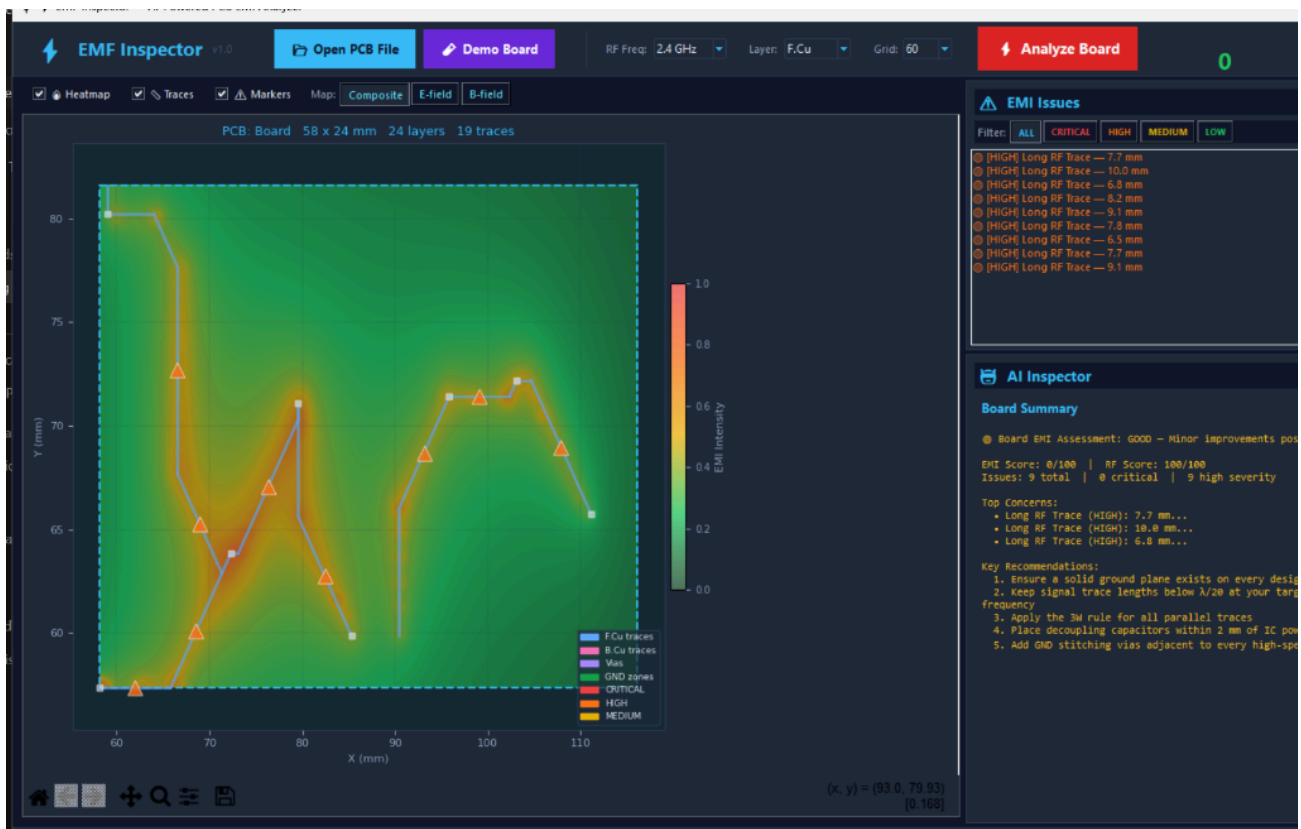 EMF Inspector v1.0
Open PCB File
Demo Board
RF Freq: 2.4 GHz
Layer: F.Cu
Grid: 60
Analyze Board
0
Heatmap
Traces
Markers
Map: Composite E-field B-field
PCB: Board 58 x 24 mm 24 layers 19 traces
80
75
70
65
60
Y (mm)
60 70 80 90 100 110
X (mm)
1.0
0.8
0.6
0.4
0.2
0.0
EMI Intensity
F.Cu traces
B.Cu traces
Vias
GND zones
CRITICAL
HIGH
MEDIUM
(x, y) = (93.0, 79.93)
[0.168]
EMI Issues
Filter: ALL CRITICAL HIGH MEDIUM LOW
[HIGH] Long RF Trace — 7.7 mm
[HIGH] Long RF Trace — 10.0 mm
[HIGH] Long RF Trace — 6.8 mm
[HIGH] Long RF Trace — 8.2 mm
[HIGH] Long RF Trace — 9.1 mm
[HIGH] Long RF Trace — 7.8 mm
[HIGH] Long RF Trace — 6.5 mm
[HIGH] Long RF Trace — 7.7 mm
[HIGH] Long RF Trace — 9.1 mm
AI Inspector
Board Summary
Board EMI Assessment: GOOD — Minor improvements pos
EMI Score: 0/100 | RF Score: 100/100
Issues: 9 total | 0 critical | 9 high severity
Top Concerns:
• Long RF Trace (HIGH): 7.7 mm...
• Long RF Trace (HIGH): 10.0 mm...
• Long RF Trace (HIGH): 6.8 mm...
Key Recommendations:
1. Ensure a solid ground plane exists on every desig
2. Keep signal trace lengths below λ/20 at your targ
frequency
3. Apply the 3W rule for all parallel traces
4. Place decoupling capacitors within 2 mm of IC pow
5. Add GND stitching vias adjacent to every high-spe